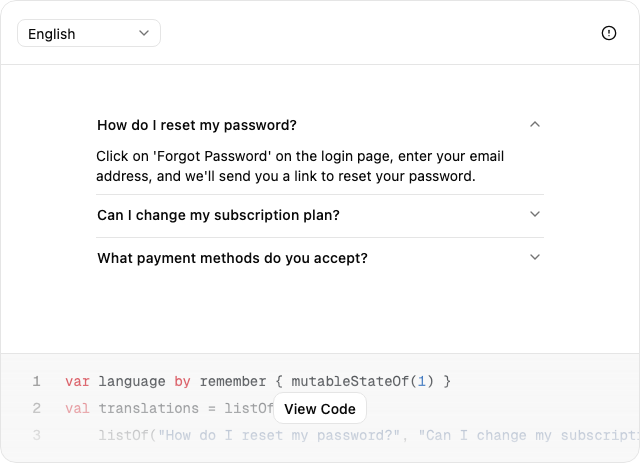 English
How do I reset my password?
Click on 'Forgot Password' on the login page, enter your email
address, and we'll send you a link to reset your password.
Can I change my subscription plan?
What payment methods do you accept?
1 var language by remember { mutableStateOf(1) }
2 val translations = listOf
View Code
3 listOf("How do I reset my password?", "Can I change my subscripti